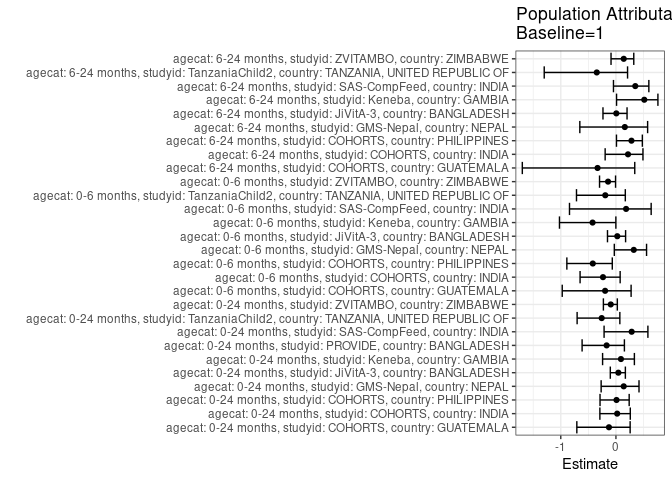 Population Attributa
Baseline=1
agecat: 6-24 months, studyid: ZVITAMBO, country: ZIMBABWE
agecat: 6-24 months, studyid: TanzaniaChild2, country: TANZANIA, UNITED REPUBLIC OF
agecat: 6-24 months, studyid: SAS-CompFeed, country: INDIA
agecat: 6-24 months, studyid: Keneba, country: GAMBIA
agecat: 6-24 months, studyid: JiVitA-3, country: BANGLADESH
agecat: 6-24 months, studyid: GMS-Nepal, country: NEPAL
agecat: 6-24 months, studyid: COHORTS, country: PHILIPPINES
agecat: 6-24 months, studyid: COHORTS, country: INDIA
agecat: 6-24 months, studyid: COHORTS, country: GUATEMALA
agecat: 0-6 months, studyid: ZVITAMBO, country: ZIMBABWE
agecat: 0-6 months, studyid: TanzaniaChild2, country: TANZANIA, UNITED REPUBLIC OF
agecat: 0-6 months, studyid: SAS-CompFeed, country: INDIA
agecat: 0-6 months, studyid: Keneba, country: GAMBIA
agecat: 0-6 months, studyid: JiVitA-3, country: BANGLADESH
agecat: 0-6 months, studyid: GMS-Nepal, country: NEPAL
agecat: 0-6 months, studyid: COHORTS, country: PHILIPPINES
agecat: 0-6 months, studyid: COHORTS, country: INDIA
agecat: 0-6 months, studyid: COHORTS, country: GUATEMALA
agecat: 0-24 months, studyid: ZVITAMBO, country: ZIMBABWE
agecat: 0-24 months, studyid: TanzaniaChild2, country: TANZANIA, UNITED REPUBLIC OF
agecat: 0-24 months, studyid: SAS-CompFeed, country: INDIA
agecat: 0-24 months, studyid: PROVIDE, country: BANGLADESH
agecat: 0-24 months, studyid: Keneba, country: GAMBIA
agecat: 0-24 months, studyid: JiVitA-3, country: BANGLADESH
agecat: 0-24 months, studyid: GMS-Nepal, country: NEPAL
agecat: 0-24 months, studyid: COHORTS, country: PHILIPPINES
agecat: 0-24 months, studyid: COHORTS, country: INDIA
agecat: 0-24 months, studyid: COHORTS, country: GUATEMALA
-1 0
Estimate